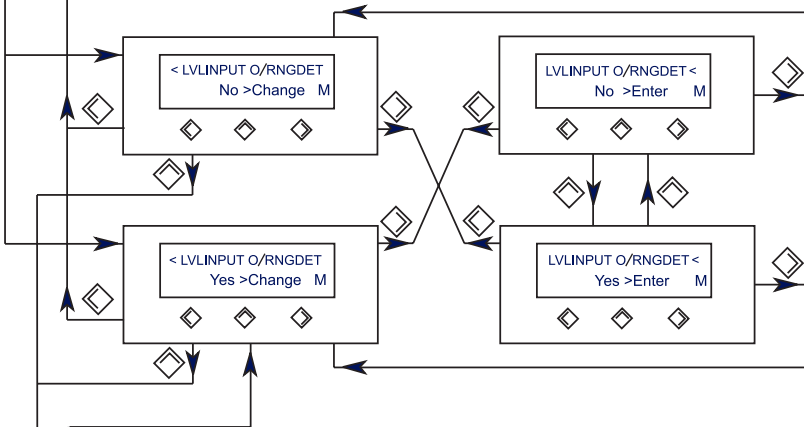 < LVLINPUT O/RNGDET
No >Change M
LVLINPUT O/RNGDET <
No >Enter M
< LVLINPUT O/RNGDET
Yes >Change M
LVLINPUT O/RNGDET <
Yes >Enter M